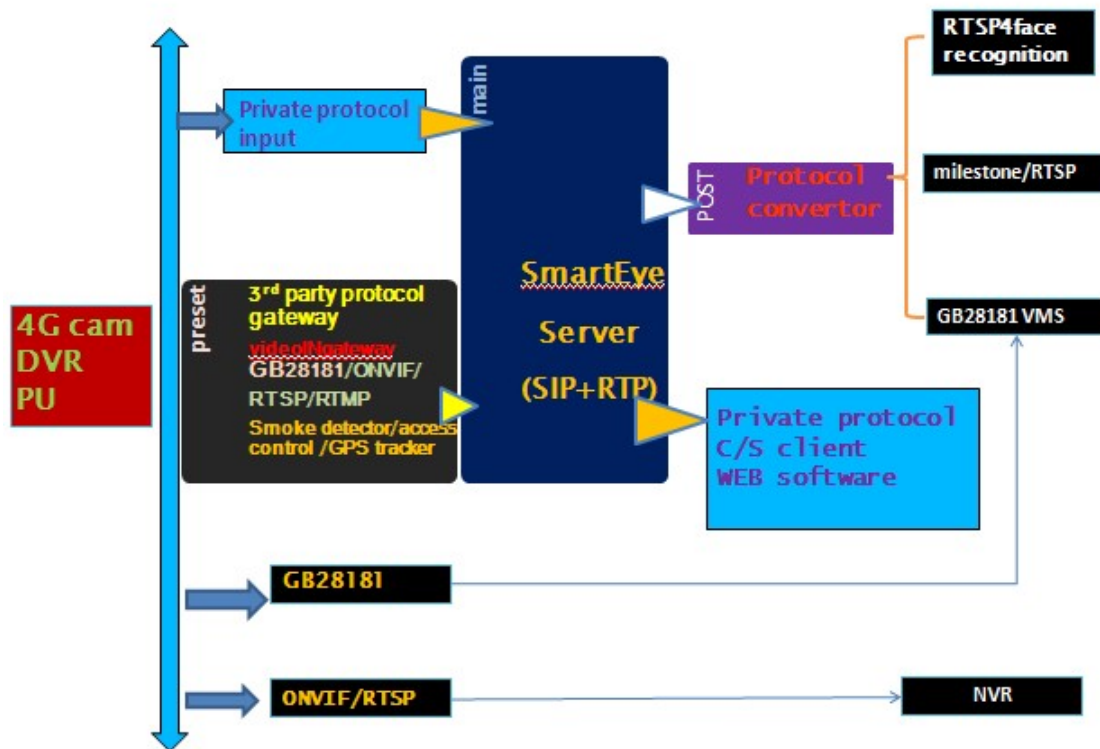 RTSP4face
recognition
main
Private protocol
input
milestone/RTSP
POST
Protocol
convertor
SmartEye
Server
(SIP+RTP)
preset
3rd party protocol
gateway
videoINgateway
GB28181/ONVIF/
RTSP/RTMP
Smoke detector/access
control /GPS tracker
4G cam
DVR
PU
GB28181 VMS
Private protocol
C/S client
WEB software
GB28181
ONVIF/RTSP
NVR